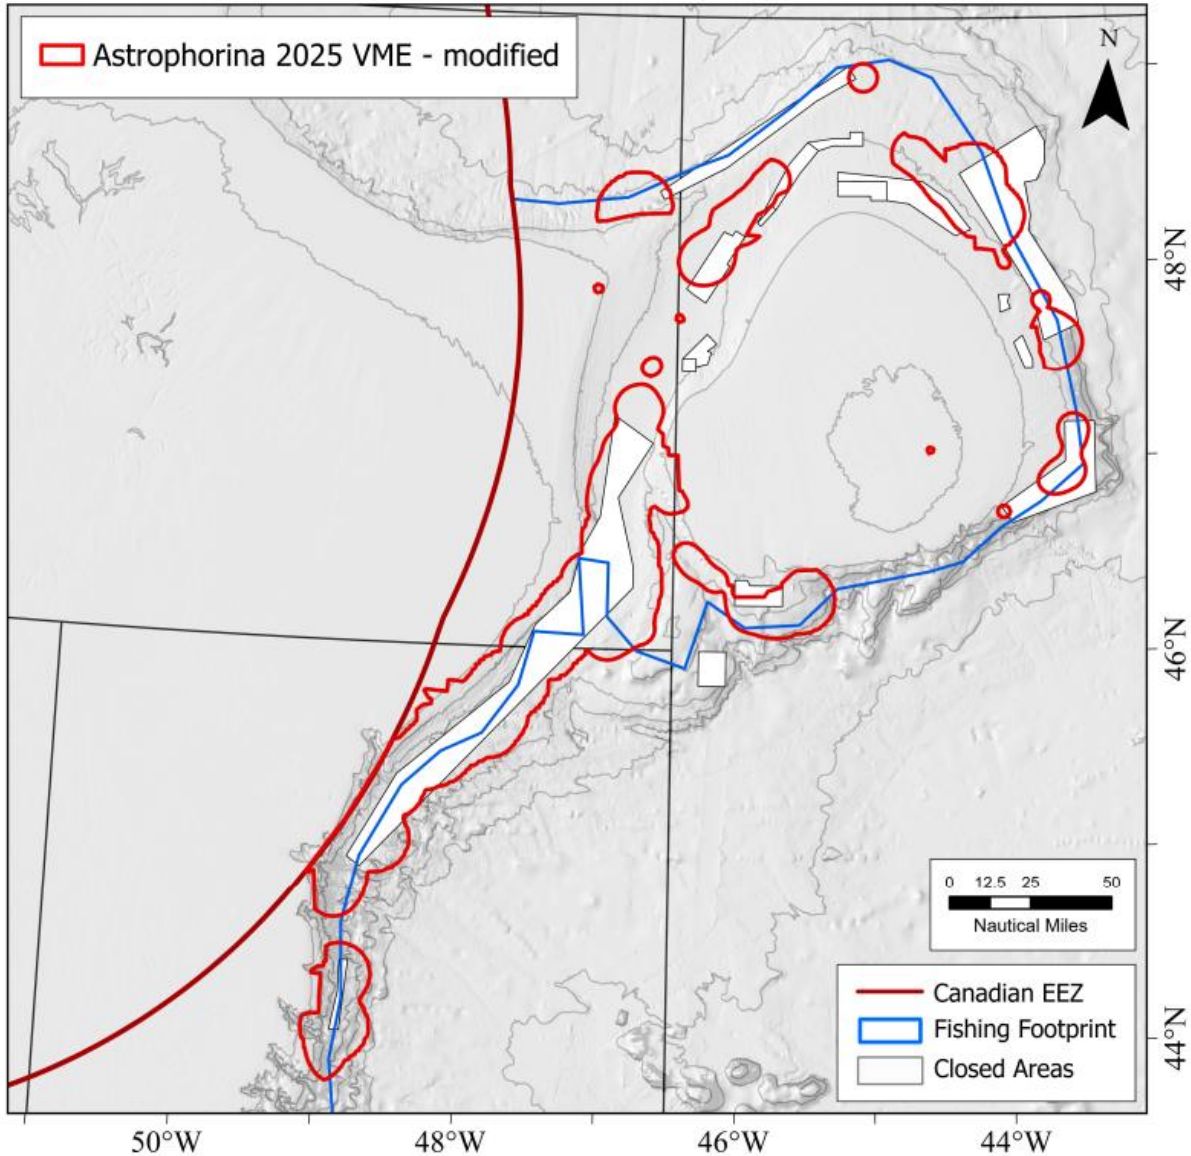 Astrophorina 2025 VME - modified
N
48°N
46°N
0 12.5 25 50
Nautical Miles
Canadian EEZ
Fishing Footprint
Closed Areas
44°N
50°W 48°W 46°W 44°W